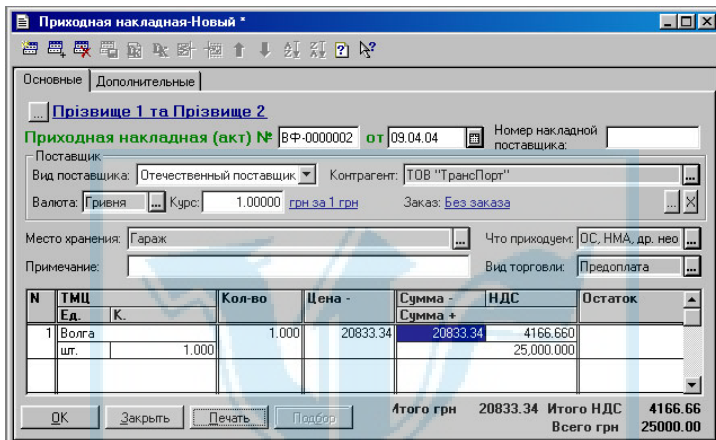 Приходная накладная-Новый *
Основные Дополнительные
... Прізвище 1 та Прізвище 2
Приходная накладная (акт) № ВФ-0000002 от 09.04.04 Номер накладной поставщика:
Поставщик
Вид поставщика: Отечественный поставщик Контрагент: ТОВ "ТрансПорт" ...
Валюта: Гривня ... Курс: 1.00000 грн за 1 грн Заказ: Без заказа ... X
Место хранения: Гараж ... Что приходуем: ОС, НМА, др. нео ...
Примечание: Вид торговли: Предоплата ...
N ТМЦ Кол-во Цена - Сумма - НДС Остаток
Ед. К. Сумма +
1 Волга 1.000 20833.34 20833.34 4166.660
шт. 1.000 25,000.000
Итого грн 20833.34 Итого НДС 4166.66
OK Закрыть Печать Подбор Всего грн 25000.00